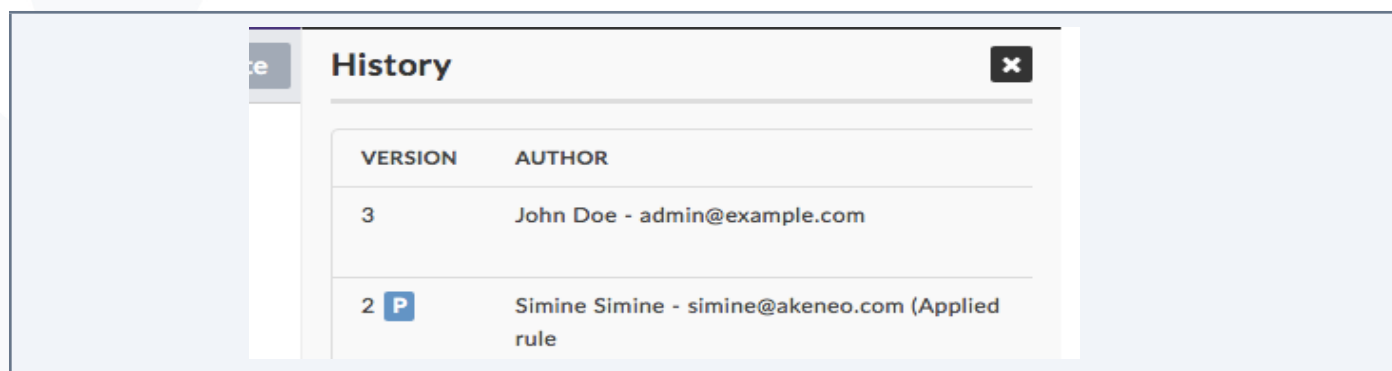 History
VERSION AUTHOR
3 John Doe - admin@example.com
2 P Simine Simine - simine@akeneo.com (Applied
rule